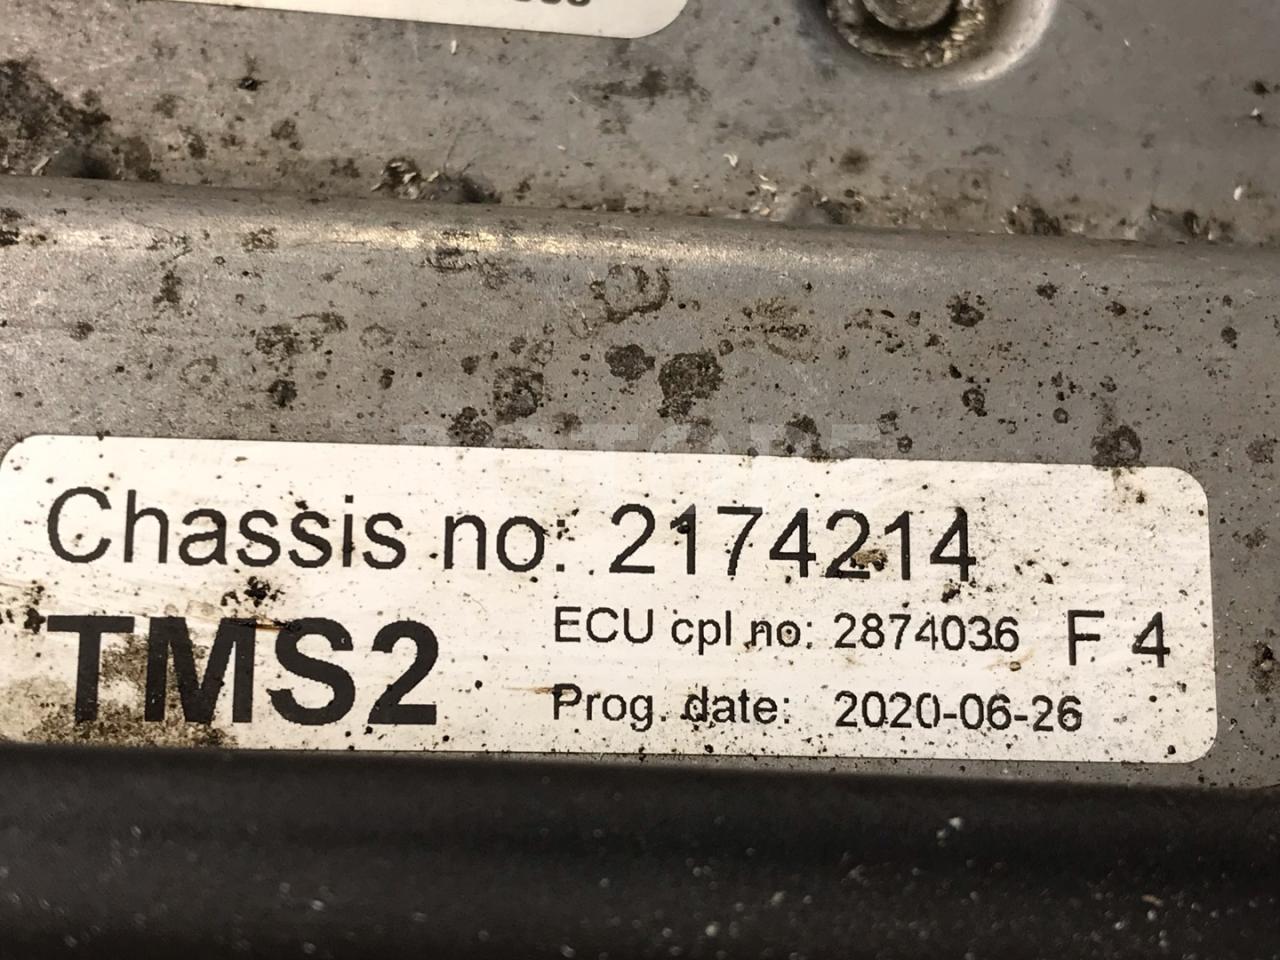 Chassis no: 2174214
TMS2
ECU cpl no: 2874036 F 4
Prog. date: 2020-06-26